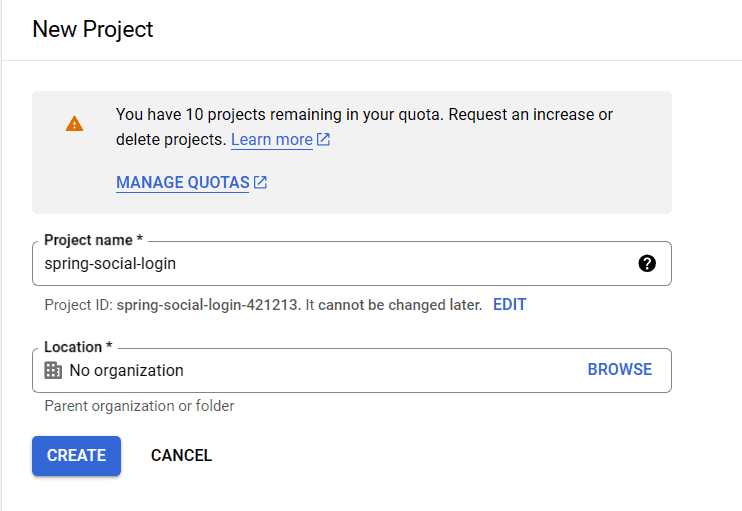 New Project
You have 10 projects remaining in your quota. Request an increase or
delete projects. Learn more
MANAGE QUOTAS
Project name *
spring-social-login
Project ID: spring-social-login-421213. It cannot be changed later. EDIT
Location *
No organization BROWSE
Parent organization or folder
CREATE CANCEL